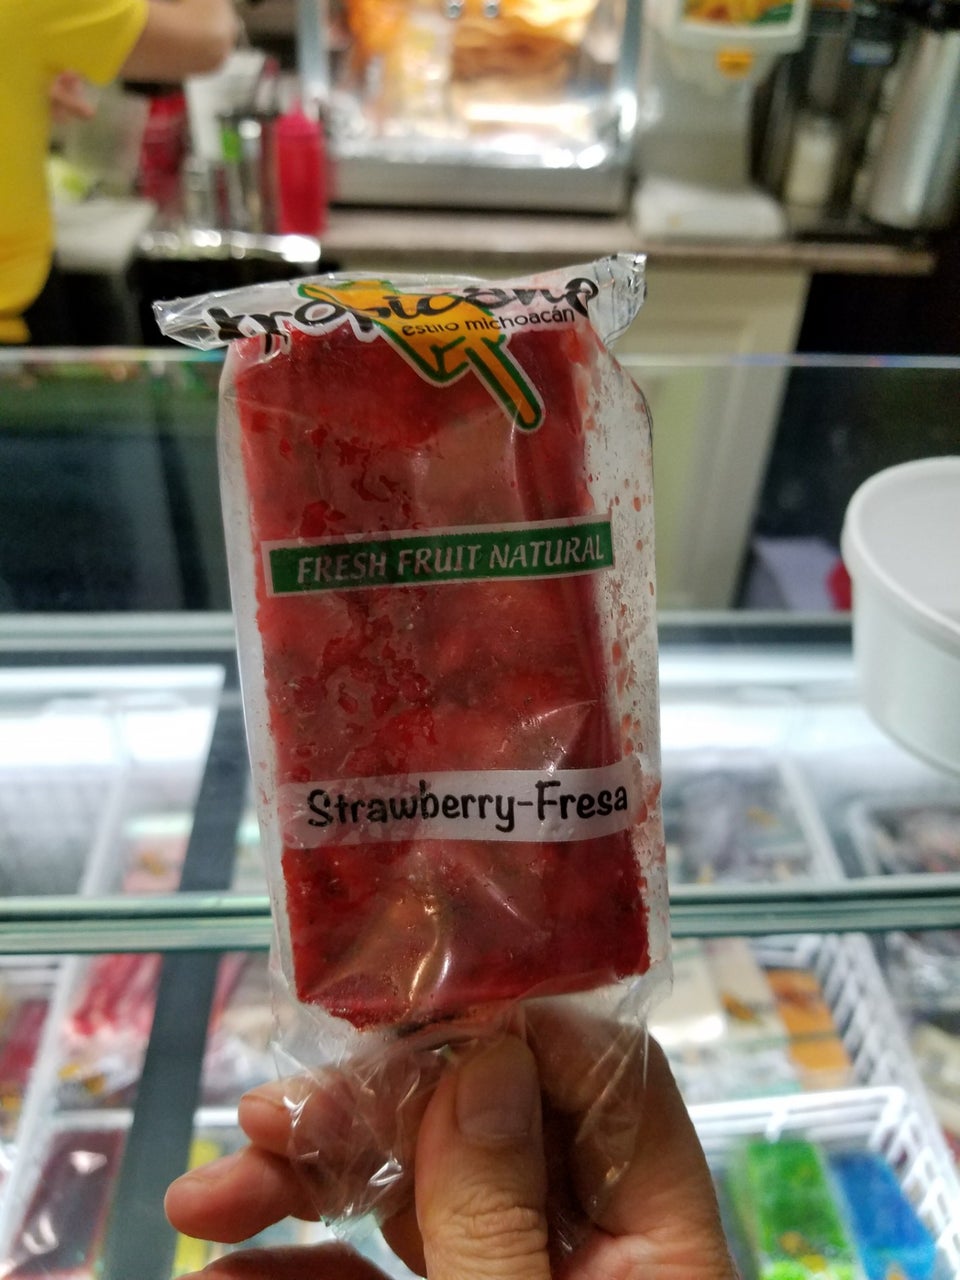 tropicana
estilo michoacán
FRESH FRUIT NATURAL
Strawberry-Fresa